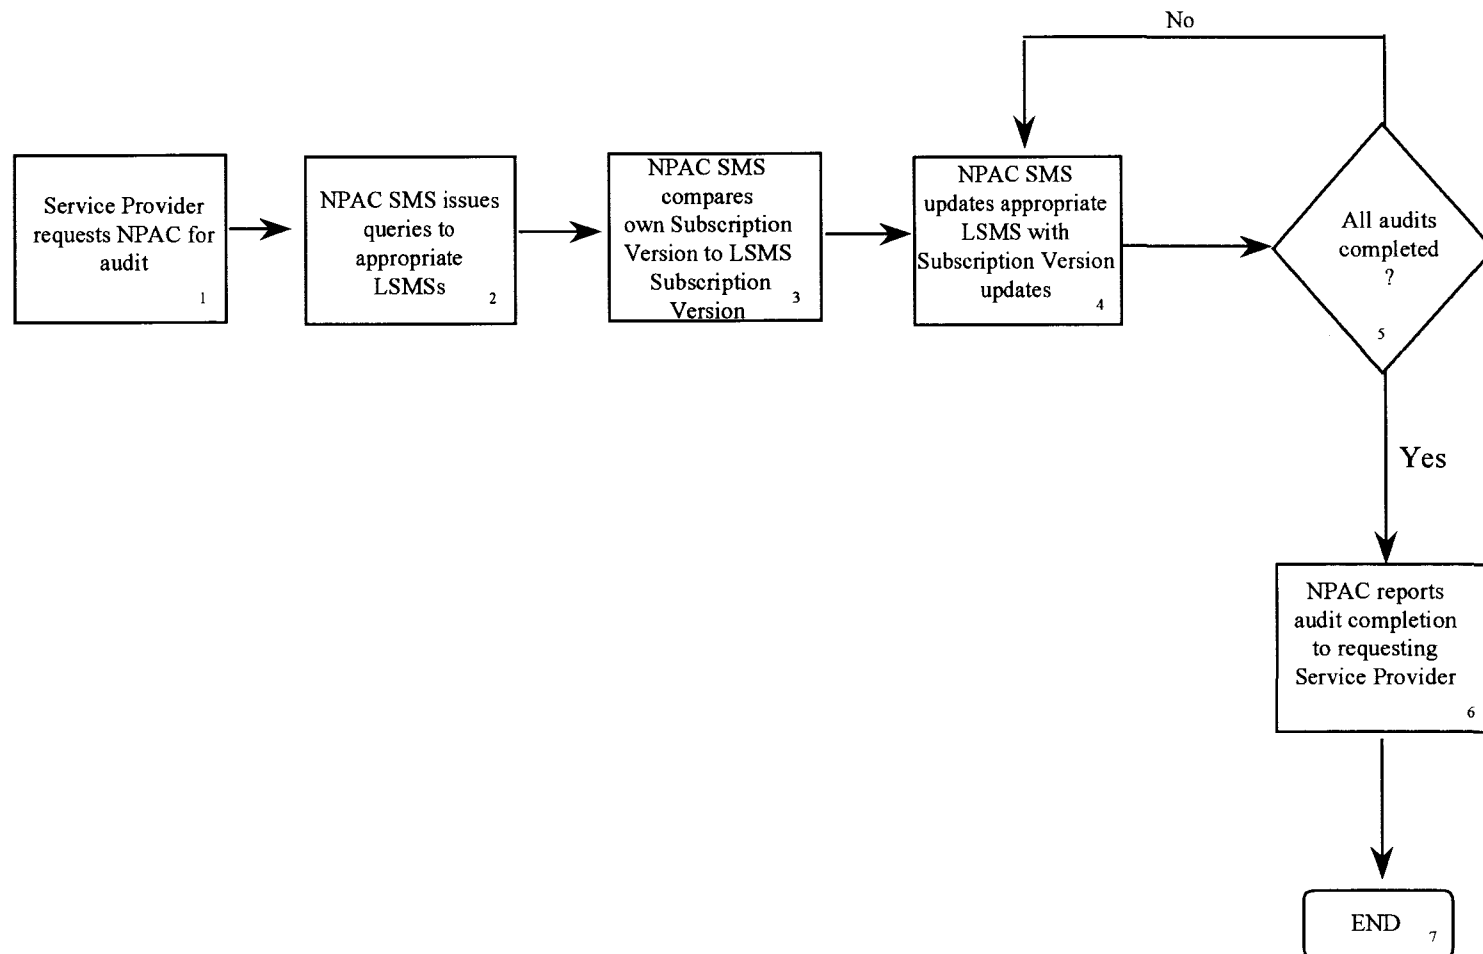 No
Service Provider
requests NPAC for
audit
1
NPAC SMS issues
queries to
appropriate
LSMSs
2
NPAC SMS
compares
own Subscription
Version to LSMS
Subscription
Version
3
NPAC SMS
updates appropriate
LSMS with
Subscription Version
updates
4
All audits
completed
?
5
Yes
NPAC reports
audit completion
to requesting
Service Provider
6
END
7